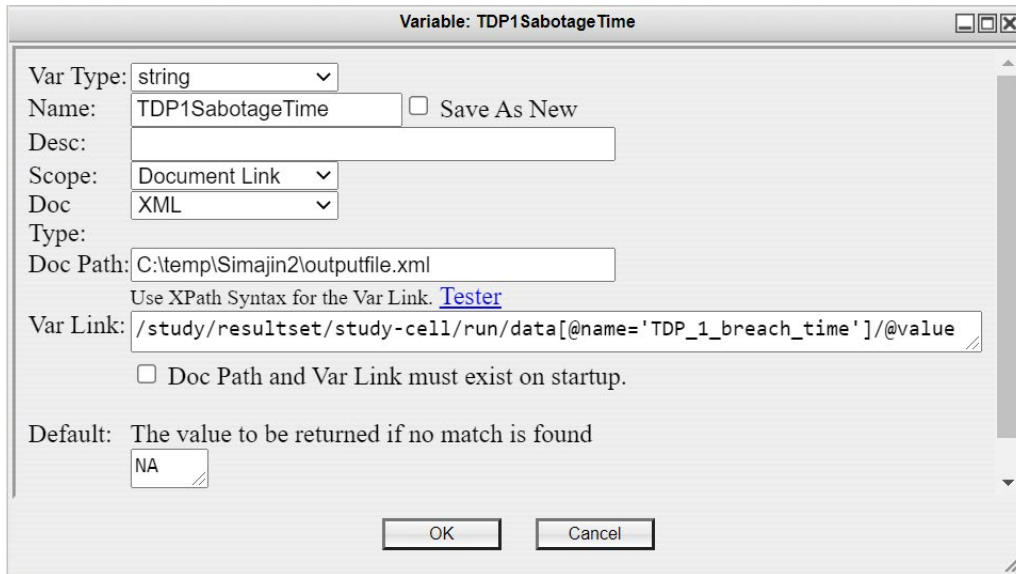 Variable: TDP1SabotageTime
Var Type: string
Name: TDP1SabotageTime Save As New
Desc:
Scope: Document Link
Doc Type: XML
Doc Path: C:\temp\Simajin2\outputfile.xml
Use XPath Syntax for the Var Link. Tester
Var Link: /study/resultset/study-cell/run/data[@name='TDP_1_breach_time']/@value
Doc Path and Var Link must exist on startup.
Default: The value to be returned if no match is found
NA
OK Cancel